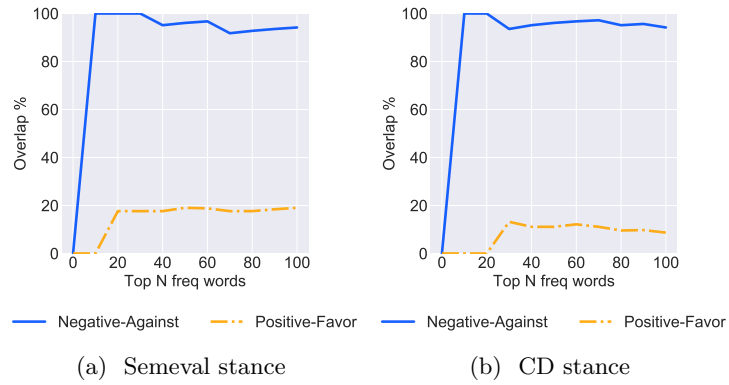 100
80
60
40
20
0
Overlap %
0 20 40 60 80 100
Top N freq words
Negative-Against Positive-Favor
(a) Semeval stance
100
80
60
40
20
0
Overlap %
0 20 40 60 80 100
Top N freq words
Negative-Against Positive-Favor
(b) CD stance